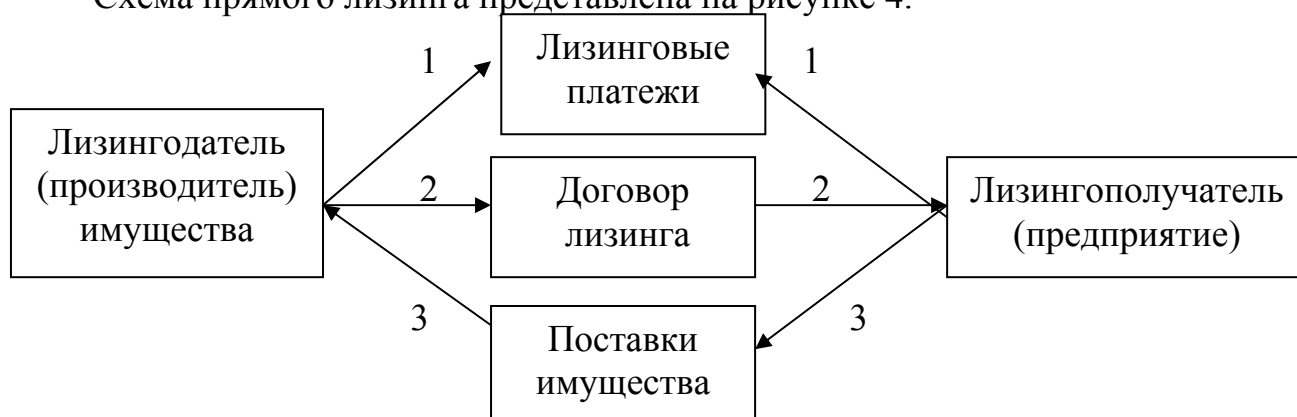 Схема прямого лизинга представлена на рисунке 4.
1
Лизинговые
платежи
1
Лизингодатель
(производитель)
имущества
2
Договор
лизинга
2
Лизингополучатель
(предприятие)
3
Поставки
имущества
3